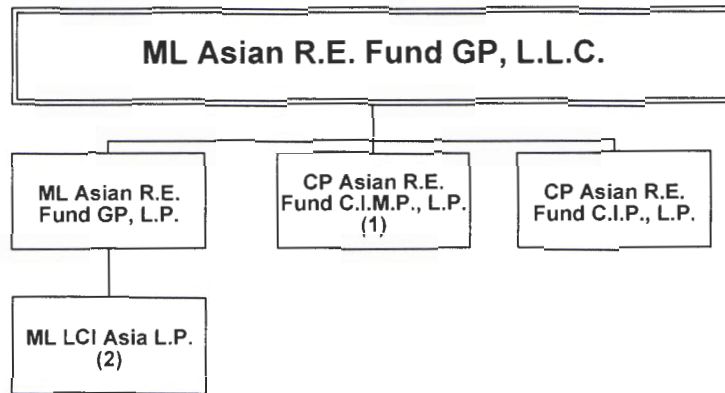 ML Asian R.E. Fund GP, L.L.C.
ML Asian R.E.
Fund GP, L.P.
CP Asian R.E.
Fund C.I.M.P., L.P.
(1)
CP Asian R.E.
Fund C.I.P., L.P.
ML LCI Asia L.P.
(2)